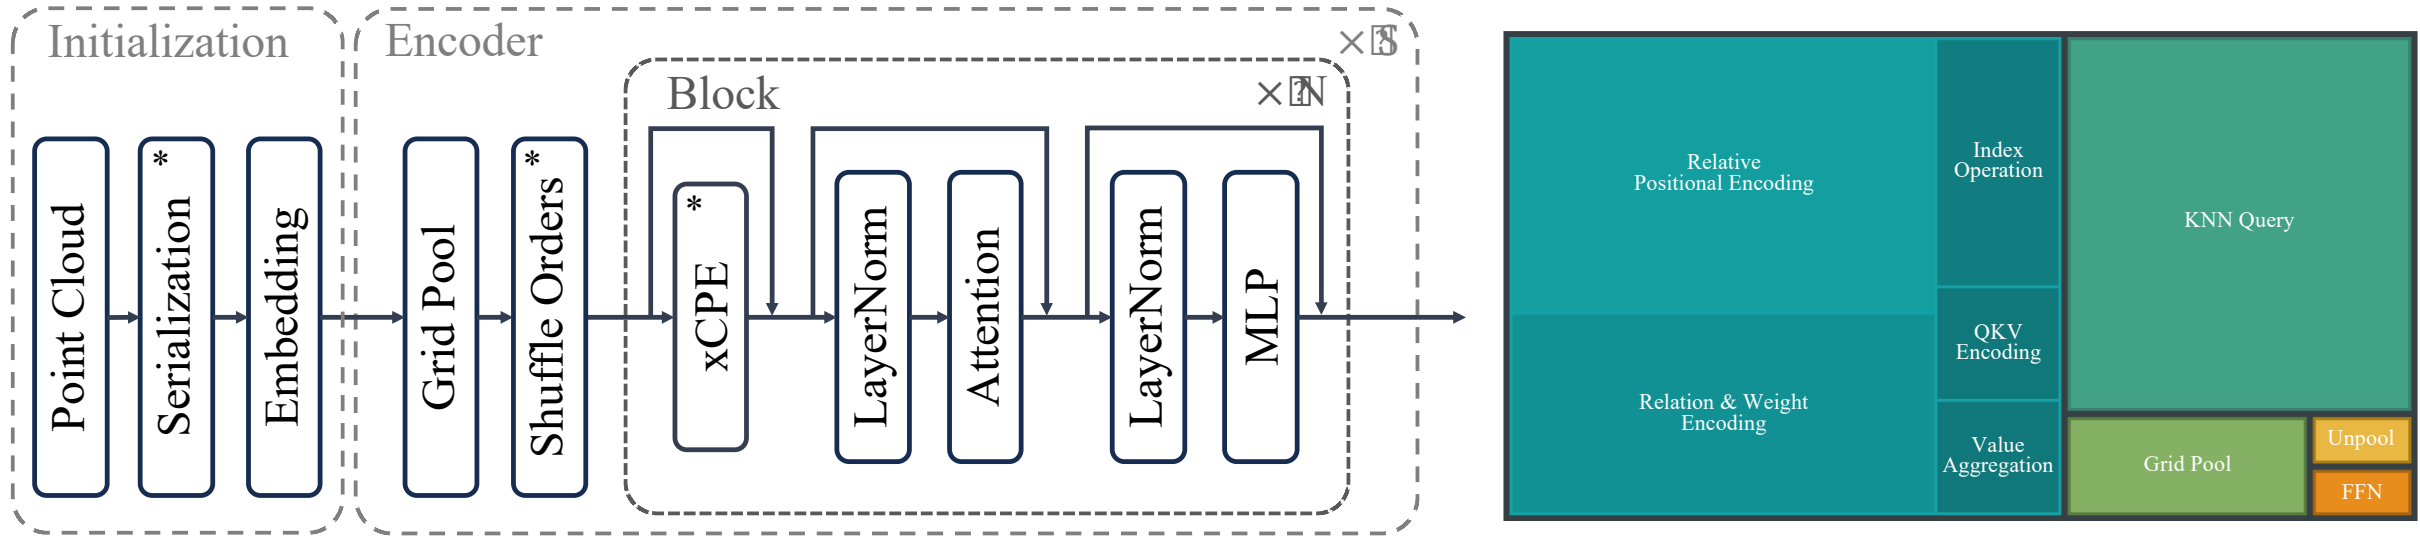 Initialization
Encoder
× S
Block
× N
Point Cloud
Serialization *
Embedding
Grid Pool
Shuffle Orders *
xCPE *
LayerNorm
Attention
LayerNorm
MLP
Relative
Positional Encoding
Relation & Weight
Encoding
Index
Operation
QKV
Encoding
Value
Aggregation
KNN Query
Grid Pool
Unpool
FFN